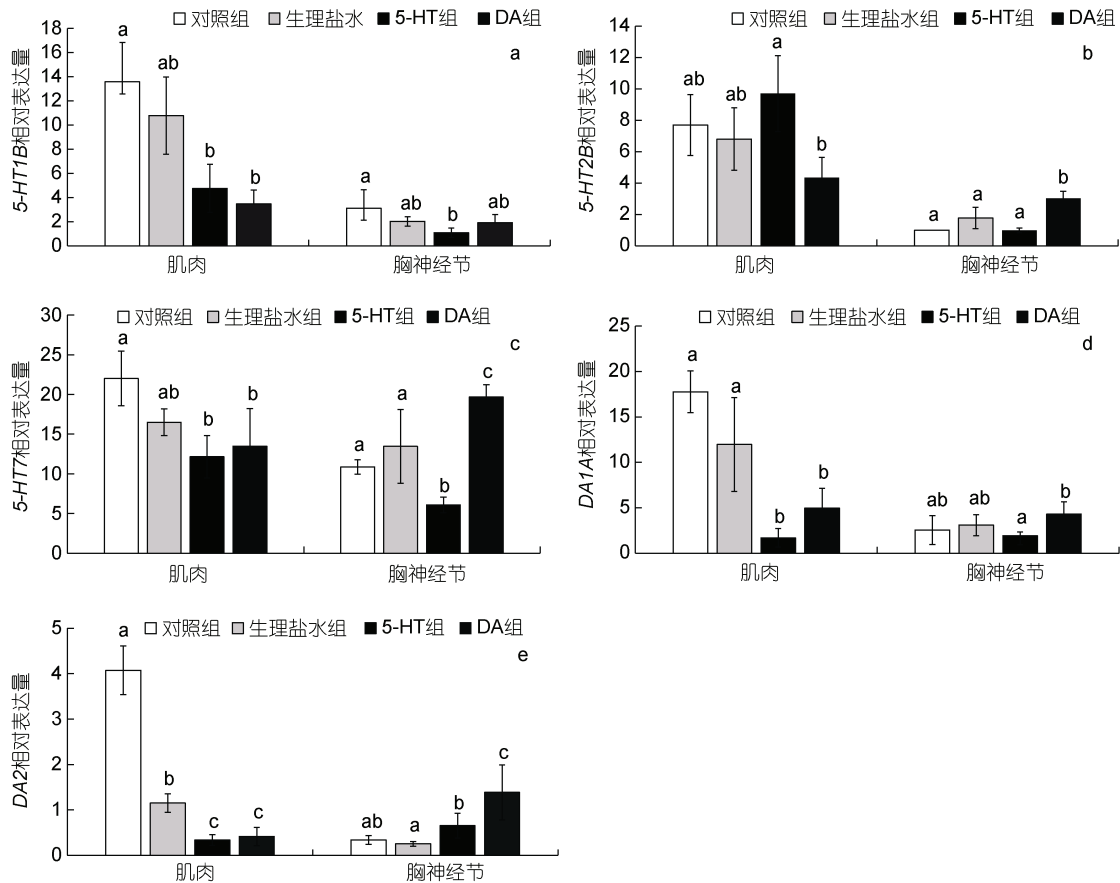 对照组 生理盐水 5-HT组 DA组
a
5-HT1B相对表达量
18
16
14
12
10
8
6
4
2
0
a ab b b
a ab b ab
肌肉 胸神经节
对照组 生理盐水组 5-HT组 DA组
b
5-HT2B相对表达量
14
12
10
8
6
4
2
0
ab ab a b
a a a b
肌肉 胸神经节
对照组 生理盐水组 5-HT组 DA组
c
5-HT7相对表达量
30
25
20
15
10
5
0
a ab b b
a a b c
肌肉 胸神经节
对照组 生理盐水组 5-HT组 DA组
d
DA1A相对表达量
25
20
15
10
5
0
a a b b
ab ab a b
肌肉 胸神经节
对照组 生理盐水组 5-HT组 DA组
e
DA2相对表达量
5
4
3
2
1
0
a b c c
ab a b c
肌肉 胸神经节